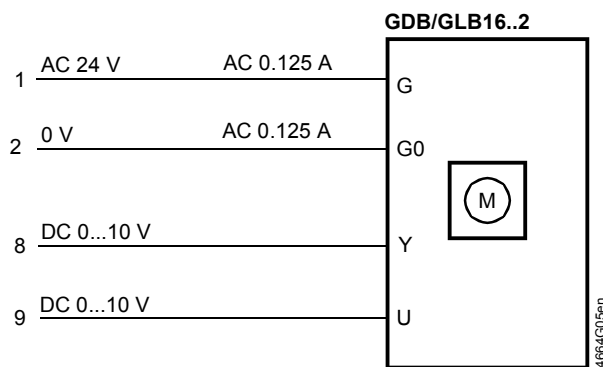 GDB/GLB16..2
1 AC 24 V AC 0.125 A G
2 0 V AC 0.125 A G0
M
8 DC 0...10 V Y
9 DC 0...10 V U
4664G05en